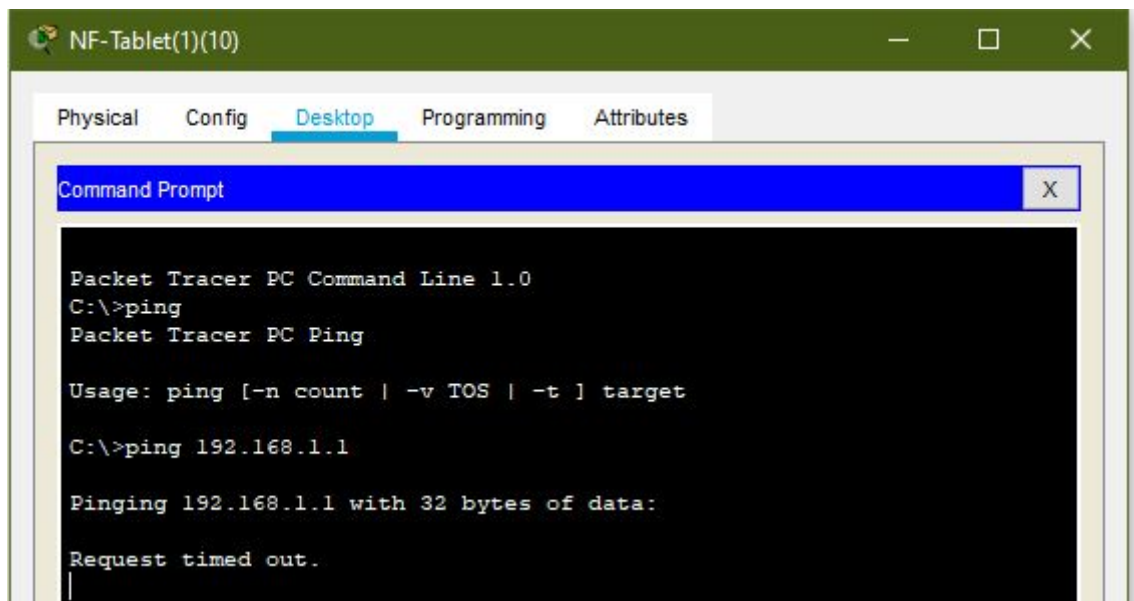 NF-Tablet(1)(10)
Physical Config Desktop Programming Attributes
Command Prompt
X
Packet Tracer PC Command Line 1.0
C:\>ping
Packet Tracer PC Ping
Usage: ping [-n count | -v TOS | -t ] target
C:\>ping 192.168.1.1
Pinging 192.168.1.1 with 32 bytes of data:
Request timed out.